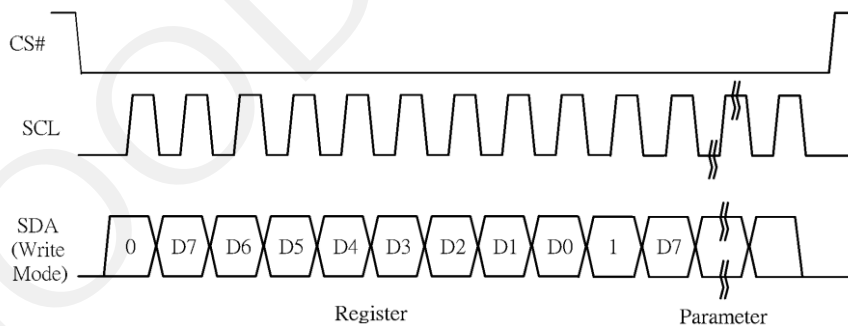 CS#
SCL
SDA
(Write
Mode)
0 D7 D6 D5 D4 D3 D2 D1 D0 1 D7
Register Parameter